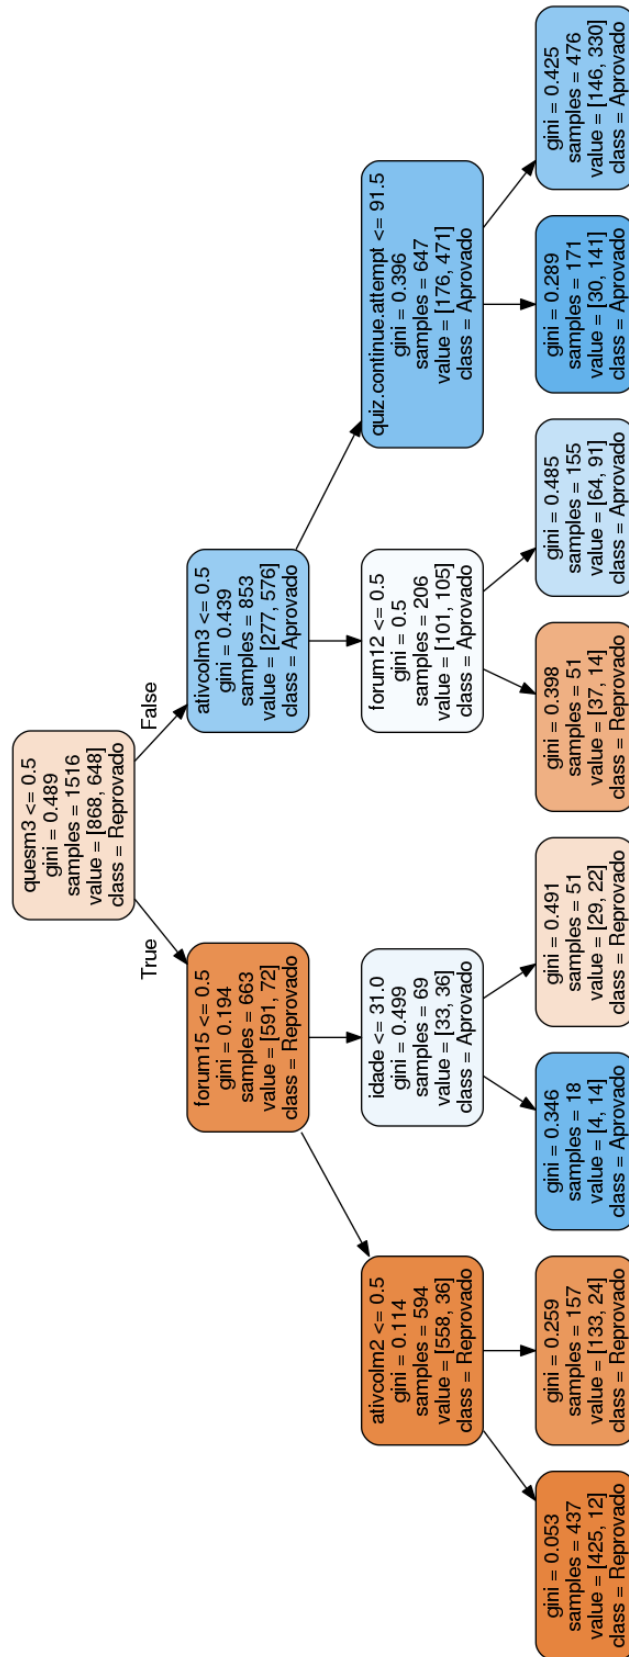 quesm3 <= 0.5
gini = 0.489
samples = 1516
value = [868, 648]
class = Reprovado
True
False
forum15 <= 0.5
gini = 0.194
samples = 663
value = [591, 72]
class = Reprovado
ativcolm3 <= 0.5
gini = 0.439
samples = 853
value = [277, 576]
class = Aprovado
ativcolm2 <= 0.5
gini = 0.114
samples = 594
value = [558, 36]
class = Reprovado
idade <= 31.0
gini = 0.499
samples = 69
value = [33, 36]
class = Aprovado
forum12 <= 0.5
gini = 0.5
samples = 206
value = [101, 105]
class = Aprovado
quiz.continue.attempt <= 91.5
gini = 0.396
samples = 647
value = [176, 471]
class = Aprovado
gini = 0.053
samples = 437
value = [425, 12]
class = Reprovado
gini = 0.259
samples = 157
value = [133, 24]
class = Reprovado
gini = 0.346
samples = 18
value = [4, 14]
class = Aprovado
gini = 0.491
samples = 51
value = [29, 22]
class = Reprovado
gini = 0.398
samples = 51
value = [37, 14]
class = Reprovado
gini = 0.485
samples = 155
value = [64, 91]
class = Aprovado
gini = 0.289
samples = 171
value = [30, 141]
class = Aprovado
gini = 0.425
samples = 476
value = [146, 330]
class = Aprovado